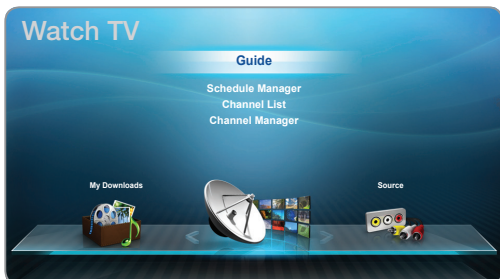 Watch TV
Guide
Schedule Manager
Channel List
Channel Manager
My Downloads
Source